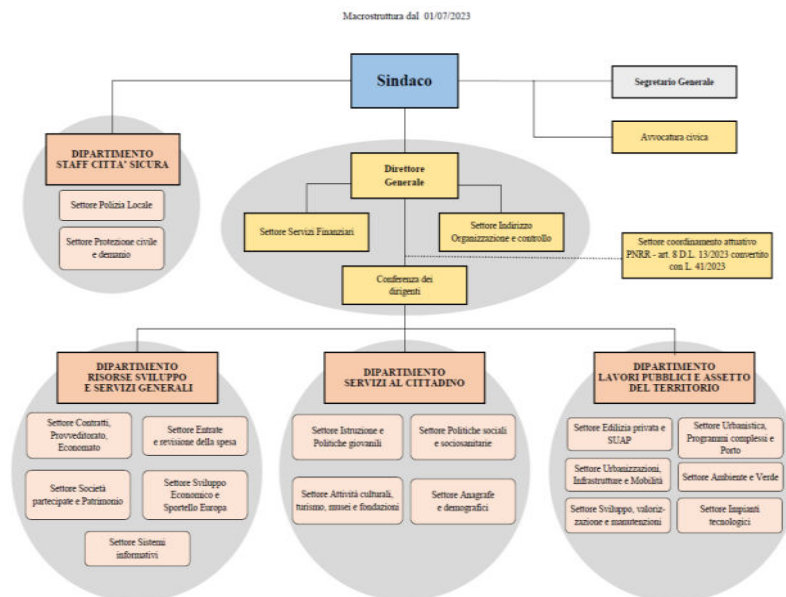 Macrostruttura dal 01/07/2023
Sindaco
Segretario Generale
Avvocatura civica
DIPARTIMENTO
STAFF CITTA' SICURA
Settore Polizia Locale
Settore Protezione civile
e demanio
Direttore
Generale
Settore Servizi Finanziari
Settore Indirizzo
Organizzazione e controllo
Settore coordinamento attuativo
PNRR - art. 8 D.L. 13/2023 convertito
con L. 41/2023
Conferenza dei
dirigenti
DIPARTIMENTO
RISORSE SVILUPPO
E SERVIZI GENERALI
Settore Contratti,
Provveditorato,
Economato
Settore Entrate
e revisione della spesa
Settore Società
partecipate e Patrimonio
Settore Sviluppo
Economico e
Sportello Europa
Settore Sistemi
informativi
DIPARTIMENTO
SERVIZI AL CITTADINO
Settore Istruzione e
Politiche giovanili
Settore Politiche sociali
e sociosanitarie
Settore Attività culturali,
turismo, musei e fondazioni
Settore Anagrafe
e demografici
DIPARTIMENTO
LAVORI PUBBLICI E ASSETTO
DEL TERRITORIO
Settore Edilizia privata e
SUAP
Settore Urbanistica,
Programmi complessi e
Porto
Settore Urbanizzazioni,
Infrastrutture e Mobilità
Settore Ambiente e Verde
Settore Sviluppo, valoriz-
zazione e manutenzioni
Settore Impianti
tecnologici